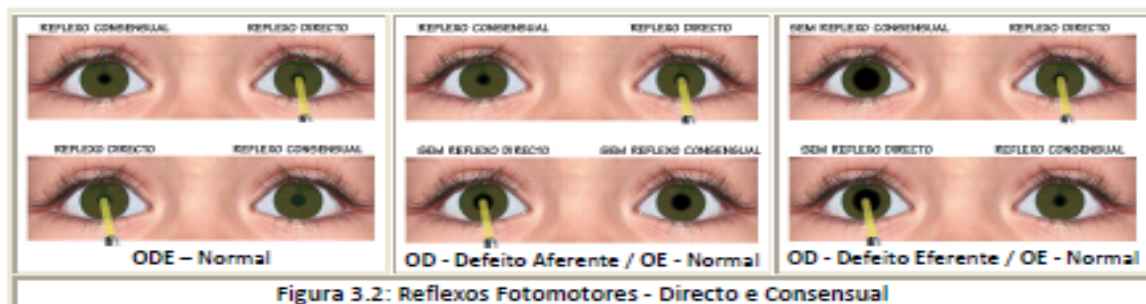 REFLEXO CONSENSUAL REFLEXO DIRECTO
REFLEXO DIRECTO REFLEXO CONSENSUAL
ODE – Normal
REFLEXO CONSENSUAL REFLEXO DIRECTO
SEM REFLEXO DIRECTO SEM REFLEXO CONSENSUAL
OD - Defeito Aferente / OE - Normal
SEM REFLEXO CONSENSUAL REFLEXO DIRECTO
SEM REFLEXO DIRECTO REFLEXO CONSENSUAL
OD - Defeito Eferente / OE - Normal
Figura 3.2: Reflexos Fotomotores - Directo e Consensual